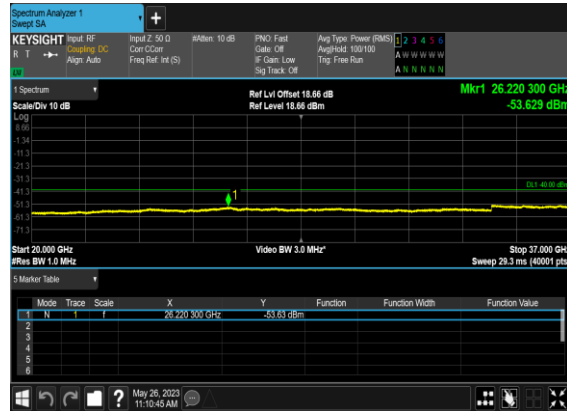 Spectrum Analyzer 1
Swept SA
+
KEYSIGHT Input: RF Input Z: 50 Ω #Atten: 10 dB PNO: Fast Avg Type: Power (RMS) 1 2 3 4 5 6
R T Coupling: DC Corr CCorr Gate: Off Avg|Hold: 100/100 A W W W W W
Align: Auto Freq Ref: Int (S) IF Gain: Low Trig: Free Run
LW Sig Track: Off A N N N N N
1 Spectrum Ref Lvl Offset 18.66 dB Mkr1 26.220 300 GHz
Scale/Div 10 dB Ref Level 18.66 dBm -53.629 dBm
Log
8.66
-1.34
-11.3
-21.3
-31.3
-41.3 DL1 -40.00 dBm
-51.3 1
-61.3
-71.3
Start 20.000 GHz Video BW 3.0 MHz* Stop 37.000 GHz
#Res BW 1.0 MHz Sweep 29.3 ms (40001 pts)
5 Marker Table
Mode Trace Scale X Y Function Function Width Function Value
1 N 1 f 26.220 300 GHz -53.63 dBm
2
3
4
5
6
? May 26, 2023
11:10:45 AM